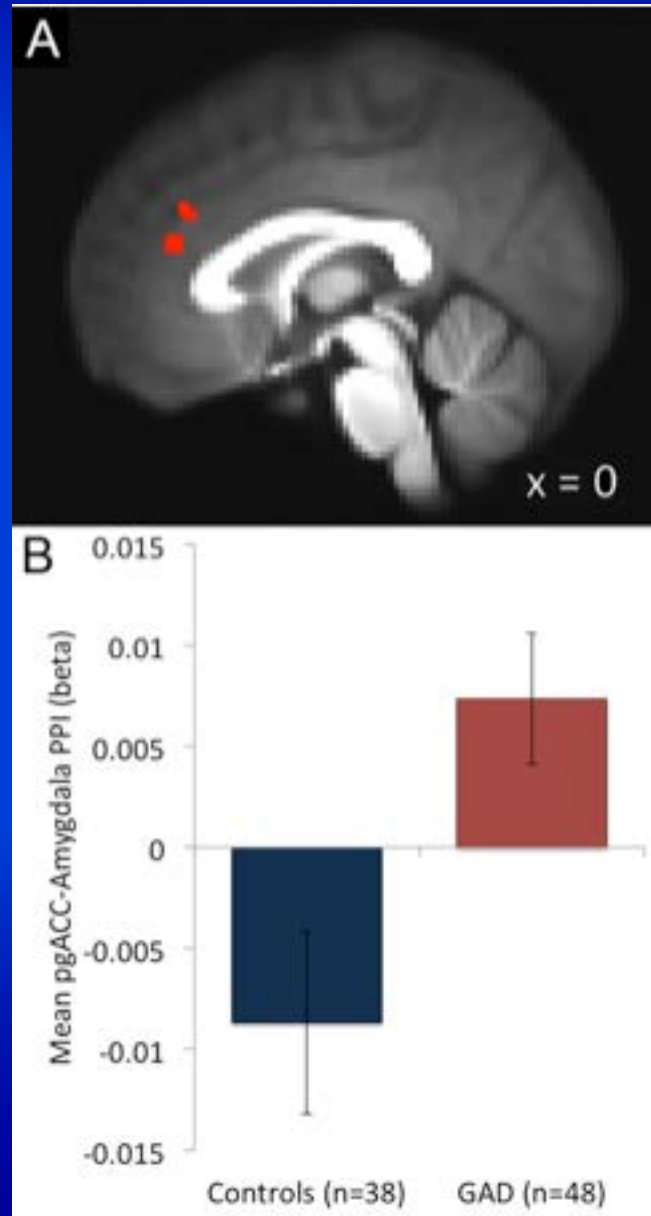 A
x = 0
B
Mean pgACC-Amygdala PPI (beta)
0.015
0.01
0.005
0
-0.005
-0.01
-0.015
Controls (n=38)
GAD (n=48)